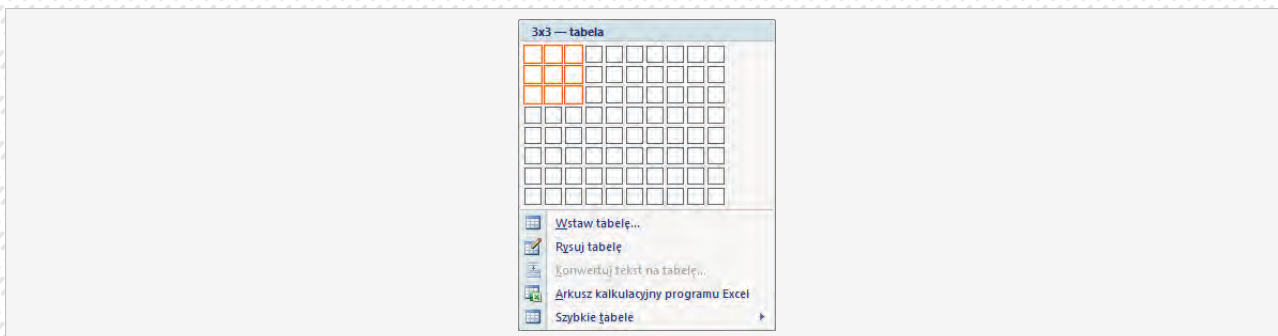 3x3 — tabela
Wstaw tabelę...
Rysuj tabelę
Konwertuj tekst na tabelę...
Arkusz kalkulacyjny programu Excel
Szybkie tabele